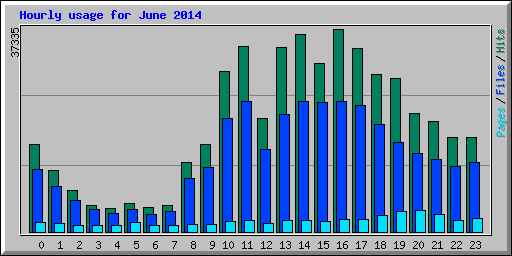 Hourly usage for June 2014
37335
Pages / Files / Hits
0 1 2 3 4 5 6 7 8 9 10 11 12 13 14 15 16 17 18 19 20 21 22 23